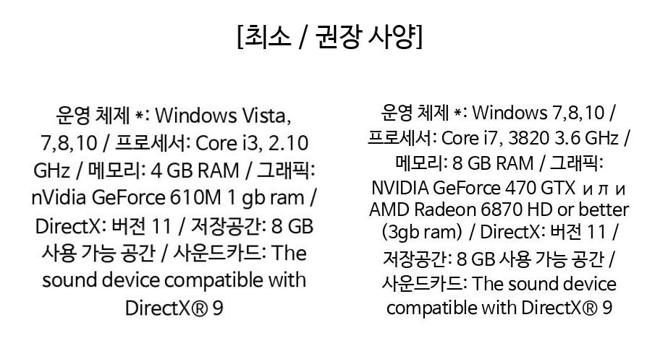 [최소 / 권장 사양]
운영 체제 *: Windows Vista,
7,8,10 / 프로세서: Core i3, 2.10
GHz / 메모리: 4 GB RAM / 그래픽:
nVidia GeForce 610M 1 gb ram /
DirectX: 버전 11 / 저장공간: 8 GB
사용 가능 공간 / 사운드카드: The
sound device compatible with
DirectX® 9
운영 체제 *: Windows 7,8,10 /
프로세서: Core i7, 3820 3.6 GHz /
메모리: 8 GB RAM / 그래픽:
NVIDIA GeForce 470 GTX и л и
AMD Radeon 6870 HD or better
(3gb ram) / DirectX: 버전 11 /
저장공간: 8 GB 사용 가능 공간 /
사운드카드: The sound device
compatible with DirectX® 9